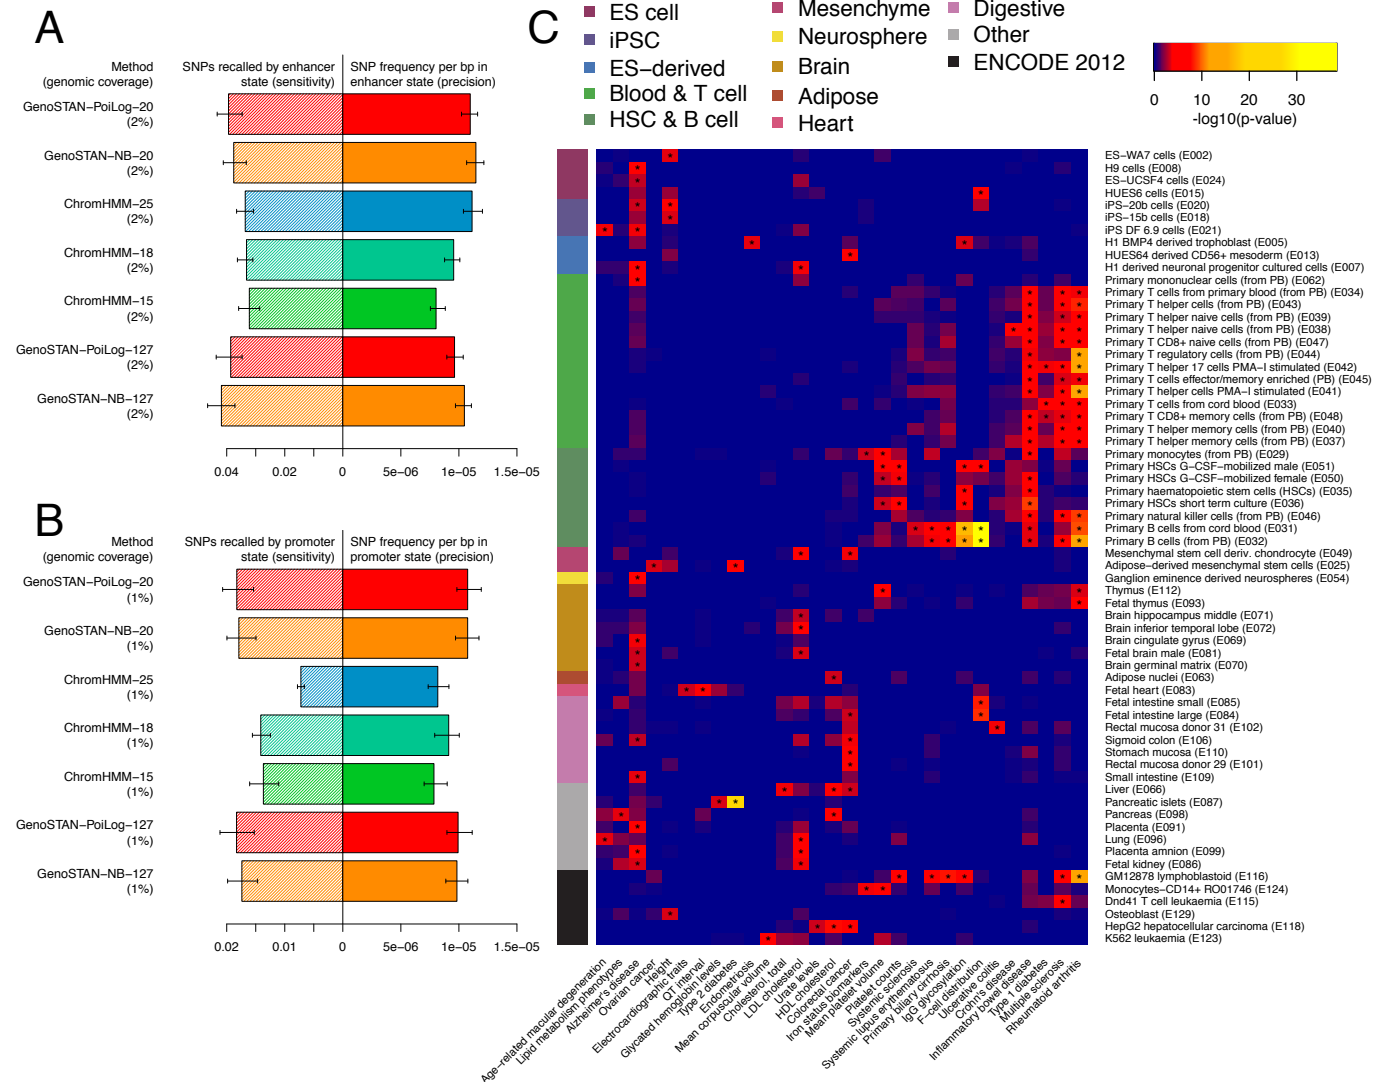 A
Method
(genomic coverage)
SNPs recalled by enhancer
state (sensitivity)
SNP frequency per bp in
enhancer state (precision)
GenoSTAN−PoiLog−20
(2%)
GenoSTAN−NB−20
(2%)
ChromHMM−25
(2%)
ChromHMM−18
(2%)
ChromHMM−15
(2%)
GenoSTAN−PoiLog−127
(2%)
GenoSTAN−NB−127
(2%)
0.04 0.02 0 5e−06 1e−05 1.5e−05
B
Method
(genomic coverage)
SNPs recalled by promoter
state (sensitivity)
SNP frequency per bp in
promoter state (precision)
GenoSTAN−PoiLog−20
(1%)
GenoSTAN−NB−20
(1%)
ChromHMM−25
(1%)
ChromHMM−18
(1%)
ChromHMM−15
(1%)
GenoSTAN−PoiLog−127
(1%)
GenoSTAN−NB−127
(1%)
0.02 0.01 0 5e−06 1e−05 1.5e−05
C
ES cell
iPSC
ES−derived
Blood & T cell
HSC & B cell
Mesenchyme
Neurosphere
Brain
Adipose
Heart
Digestive
Other
ENCODE 2012
0 10 20 30
-log10(p-value)
ES−WA7 cells (E002)
H9 cells (E008)
ES−UCSF4 cells (E024)
HUES6 cells (E015)
iPS−20b cells (E020)
iPS−15b cells (E018)
iPS DF 6.9 cells (E021)
H1 BMP4 derived trophoblast (E005)
HUES64 derived CD56+ mesoderm (E013)
H1 derived neuronal progenitor cultured cells (E007)
Primary mononuclear cells (from PB) (E062)
Primary T cells from primary blood (from PB) (E034)
Primary T helper cells (from PB) (E043)
Primary T helper naive cells (from PB) (E039)
Primary T helper naive cells (from PB) (E038)
Primary T CD8+ naive cells (from PB) (E047)
Primary T regulatory cells (from PB) (E044)
Primary T helper 17 cells PMA−I stimulated (E042)
Primary T cells effector/memory enriched (PB) (E045)
Primary T helper cells PMA−I stimulated (E041)
Primary T cells from cord blood (E033)
Primary T CD8+ memory cells (from PB) (E048)
Primary T helper memory cells (from PB) (E040)
Primary T helper memory cells (from PB) (E037)
Primary monocytes (from PB) (E029)
Primary HSCs G−CSF−mobilized male (E051)
Primary HSCs G−CSF−mobilized female (E050)
Primary haematopoietic stem cells (HSCs) (E035)
Primary HSCs short term culture (E036)
Primary natural killer cells (from PB) (E046)
Primary B cells from cord blood (E031)
Primary B cells (from PB) (E032)
Mesenchymal stem cell deriv. chondrocyte (E049)
Adipose−derived mesenchymal stem cells (E025)
Ganglion eminence derived neurospheres (E054)
Thymus (E112)
Fetal thymus (E093)
Brain hippocampus middle (E071)
Brain inferior temporal lobe (E072)
Brain cingulate gyrus (E069)
Fetal brain male (E081)
Brain germinal matrix (E070)
Adipose nuclei (E063)
Fetal heart (E083)
Fetal intestine small (E085)
Fetal intestine large (E084)
Rectal mucosa donor 31 (E102)
Sigmoid colon (E106)
Stomach mucosa (E110)
Rectal mucosa donor 29 (E101)
Small intestine (E109)
Liver (E066)
Pancreatic islets (E087)
Pancreas (E098)
Placenta (E091)
Lung (E096)
Placenta amnion (E099)
Fetal kidney (E086)
GM12878 lymphoblastoid (E116)
Monocytes−CD14+ RO01746 (E124)
Dnd41 T cell leukaemia (E115)
Osteoblast (E129)
HepG2 hepatocellular carcinoma (E118)
K562 leukaemia (E123)
Age−related macular degeneration
Lipid metabolism phenotypes
Alzheimer's disease
Ovarian cancer
Height
Electrocardiographic traits
QT interval
Glycated hemoglobin levels
Type 2 diabetes
Endometriosis
Mean corpuscular volume
Cholesterol, total
LDL cholesterol
Urate levels
HDL cholesterol
Colorectal cancer
Iron status biomarkers
Mean platelet volume
Platelet counts
Systemic sclerosis
Systemic lupus erythematosus
Primary biliary cirrhosis
IgG glycosylation
F−cell distribution
Ulcerative colitis
Crohn's disease
Inflammatory bowel disease
Type 1 diabetes
Multiple sclerosis
Rheumatoid arthritis